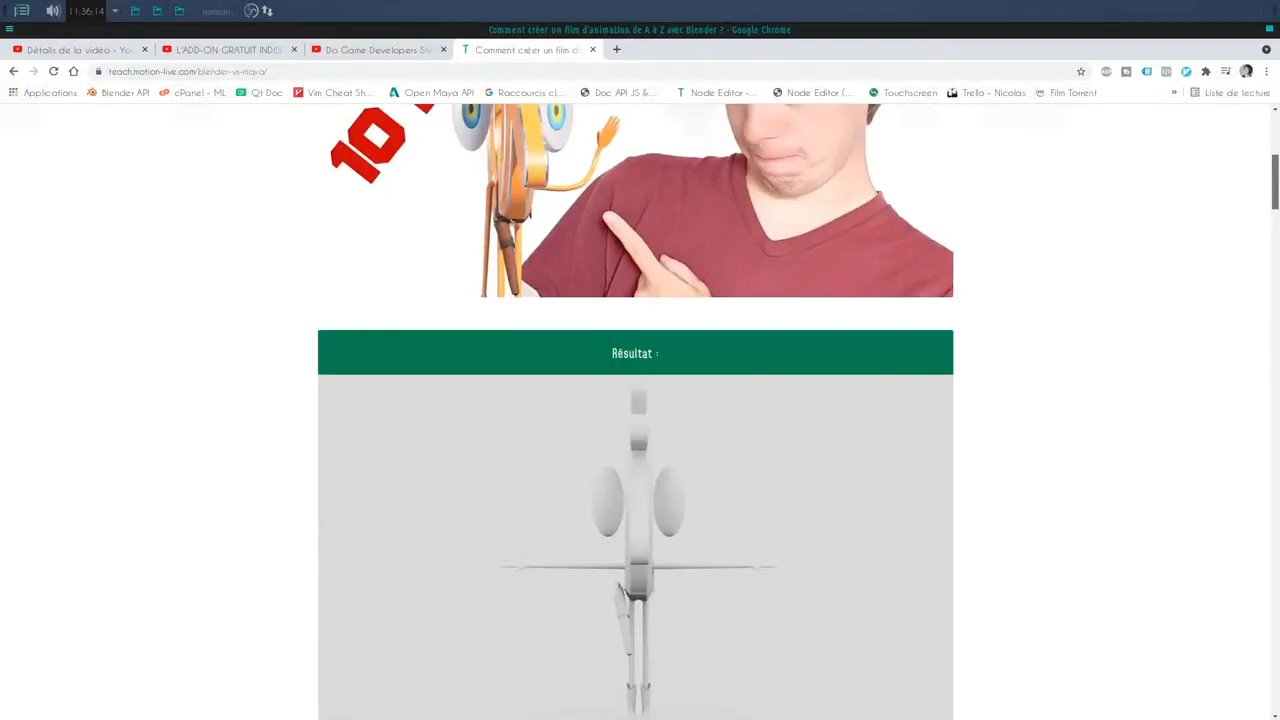 11:36:14
romain
Comment créer un film d'animation de A à Z avec Blender ? - Google Chrome
Détails de la vidéo - You
L'ADD-ON GRATUIT INDIS
Do Game Developers Sti
Comment créer un film d'
teach.motion-live.com/blender-vs-maya/
Applications
Blender API
cPanel - ML
Qt Doc
Vim Cheat Sh...
Open Maya API
Raccourcis cl...
Doc API JS &...
Node Editor -...
Node Editor (...
Touchscreen
Trello - Nicolas
Film Torrent
»
Liste de lecture
10
Résultat :